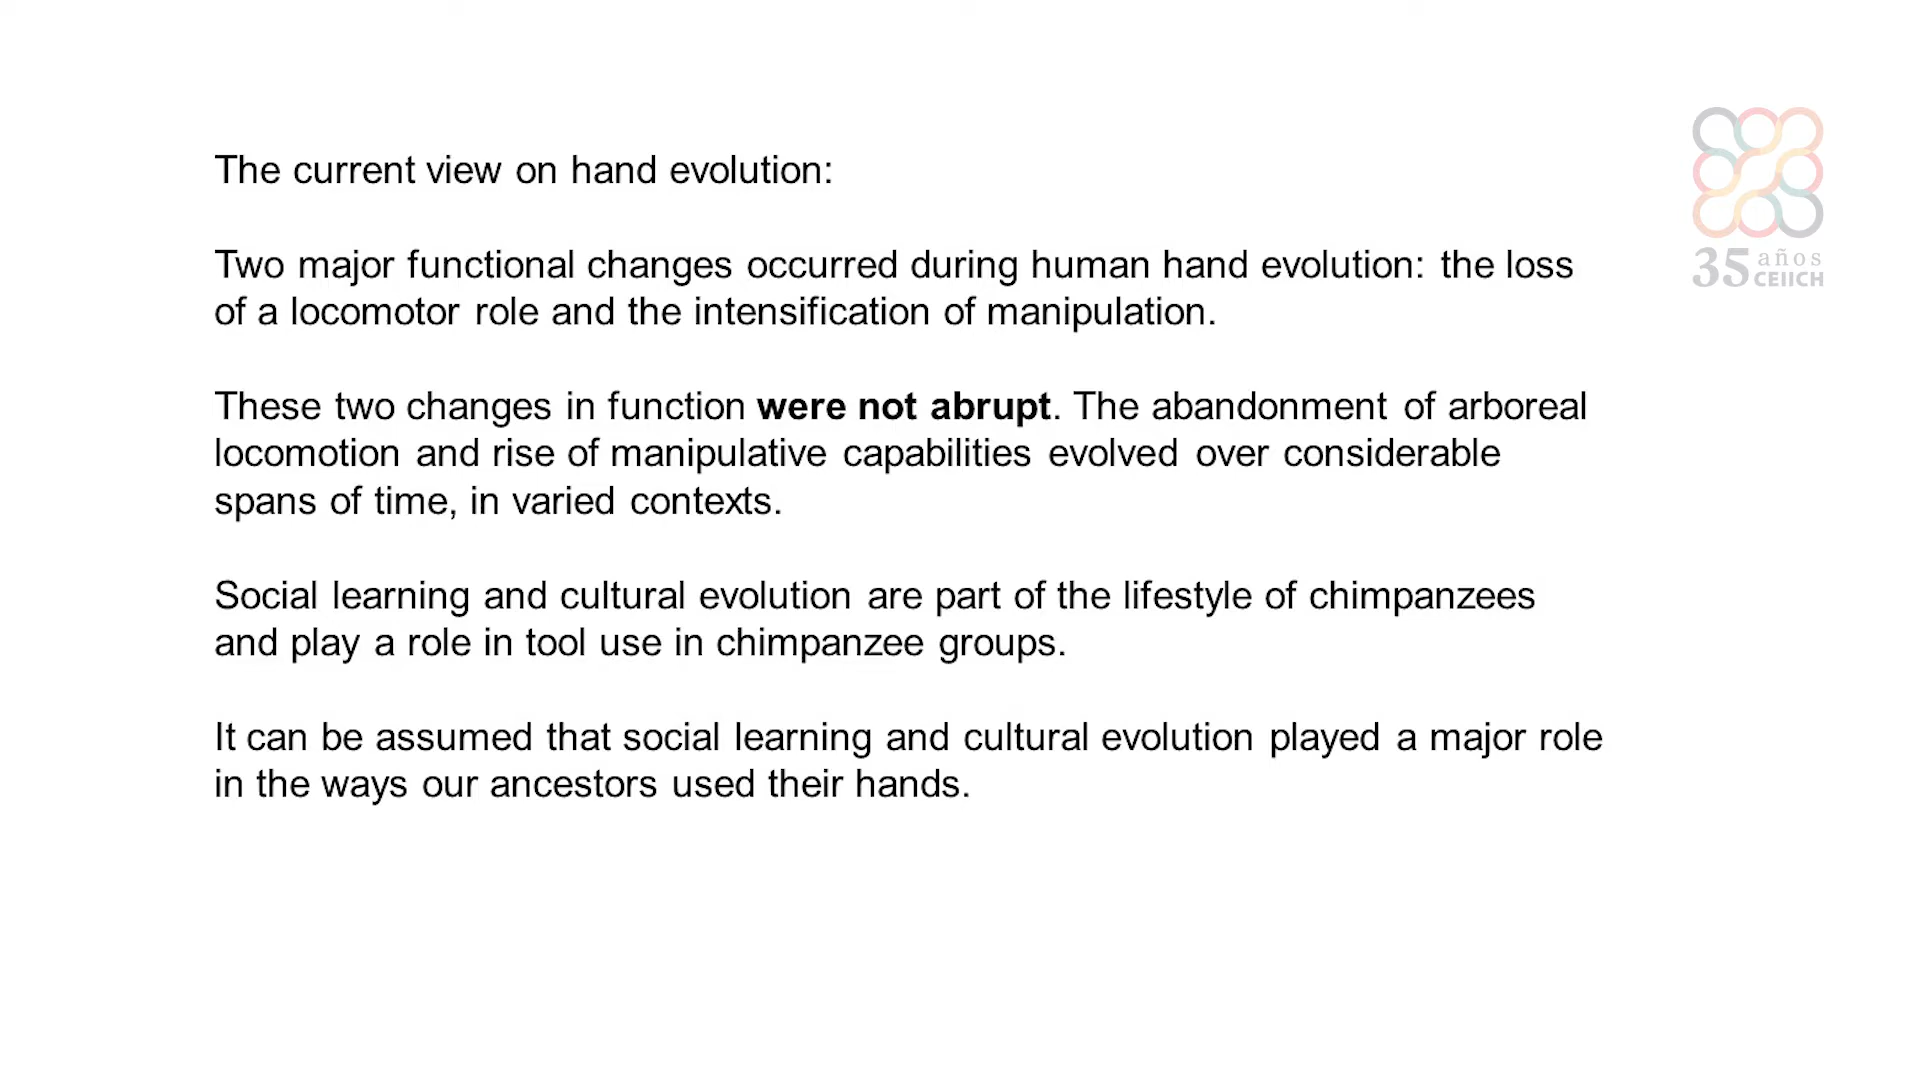 The current view on hand evolution:
Two major functional changes occurred during human hand evolution: the loss
of a locomotor role and the intensification of manipulation.
These two changes in function were not abrupt. The abandonment of arboreal
locomotion and rise of manipulative capabilities evolved over considerable
spans of time, in varied contexts.
Social learning and cultural evolution are part of the lifestyle of chimpanzees
and play a role in tool use in chimpanzee groups.
It can be assumed that social learning and cultural evolution played a major role
in the ways our ancestors used their hands.
35 años
CEIICH